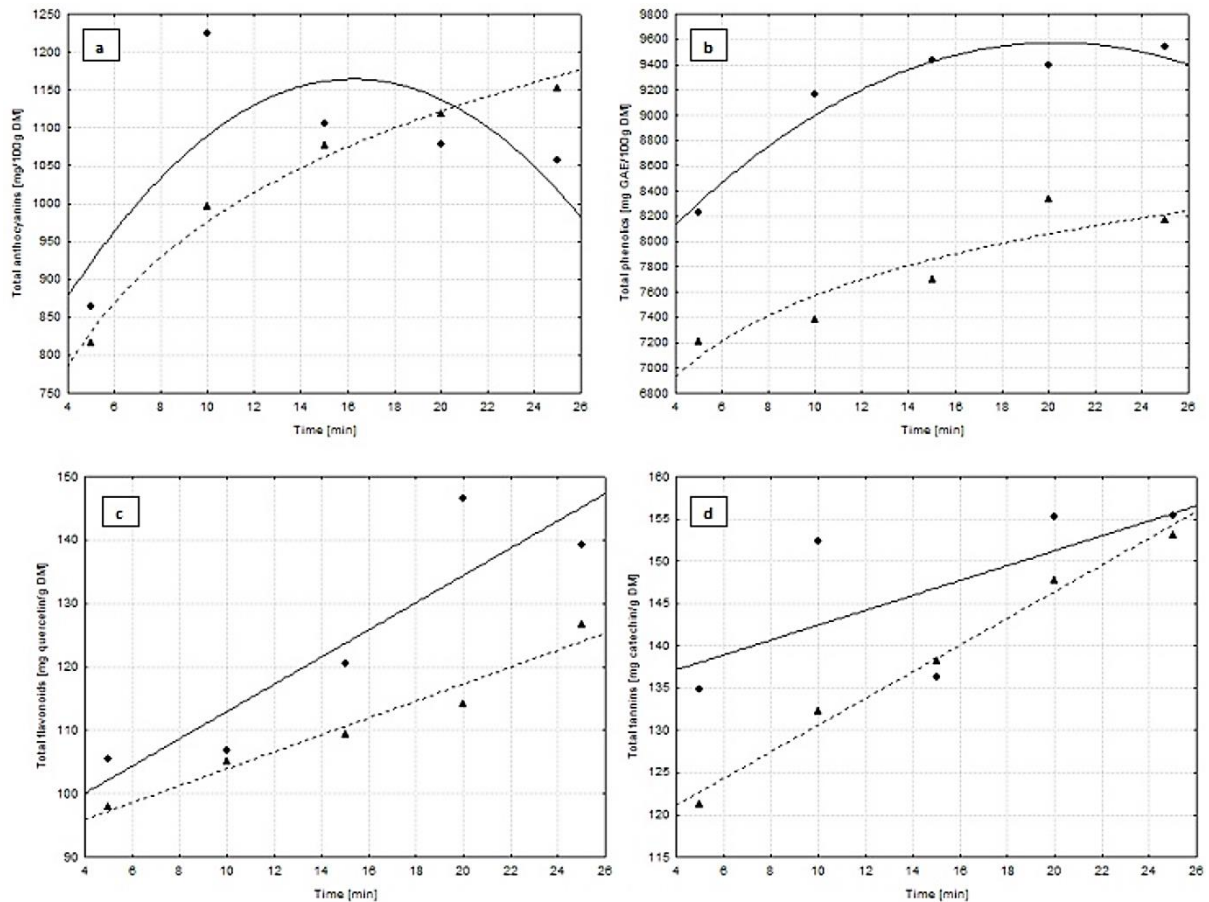 a
Total anthocyanins [mg/100g DM]
1250
1200
1150
1100
1050
1000
950
900
850
800
750
4 6 8 10 12 14 16 18 20 22 24 26
Time [min]
b
Total phenolics [mg GAE/100g DM]
9800
9600
9400
9200
9000
8800
8600
8400
8200
8000
7800
7600
7400
7200
7000
6800
4 6 8 10 12 14 16 18 20 22 24 26
Time [min]
c
Total flavonoids [mg quercetin/g DM]
150
140
130
120
110
100
90
4 6 8 10 12 14 16 18 20 22 24 26
Time [min]
d
Total tannins [mg catechin/g DM]
160
155
150
145
140
135
130
125
120
115
4 6 8 10 12 14 16 18 20 22 24 26
Time [min]